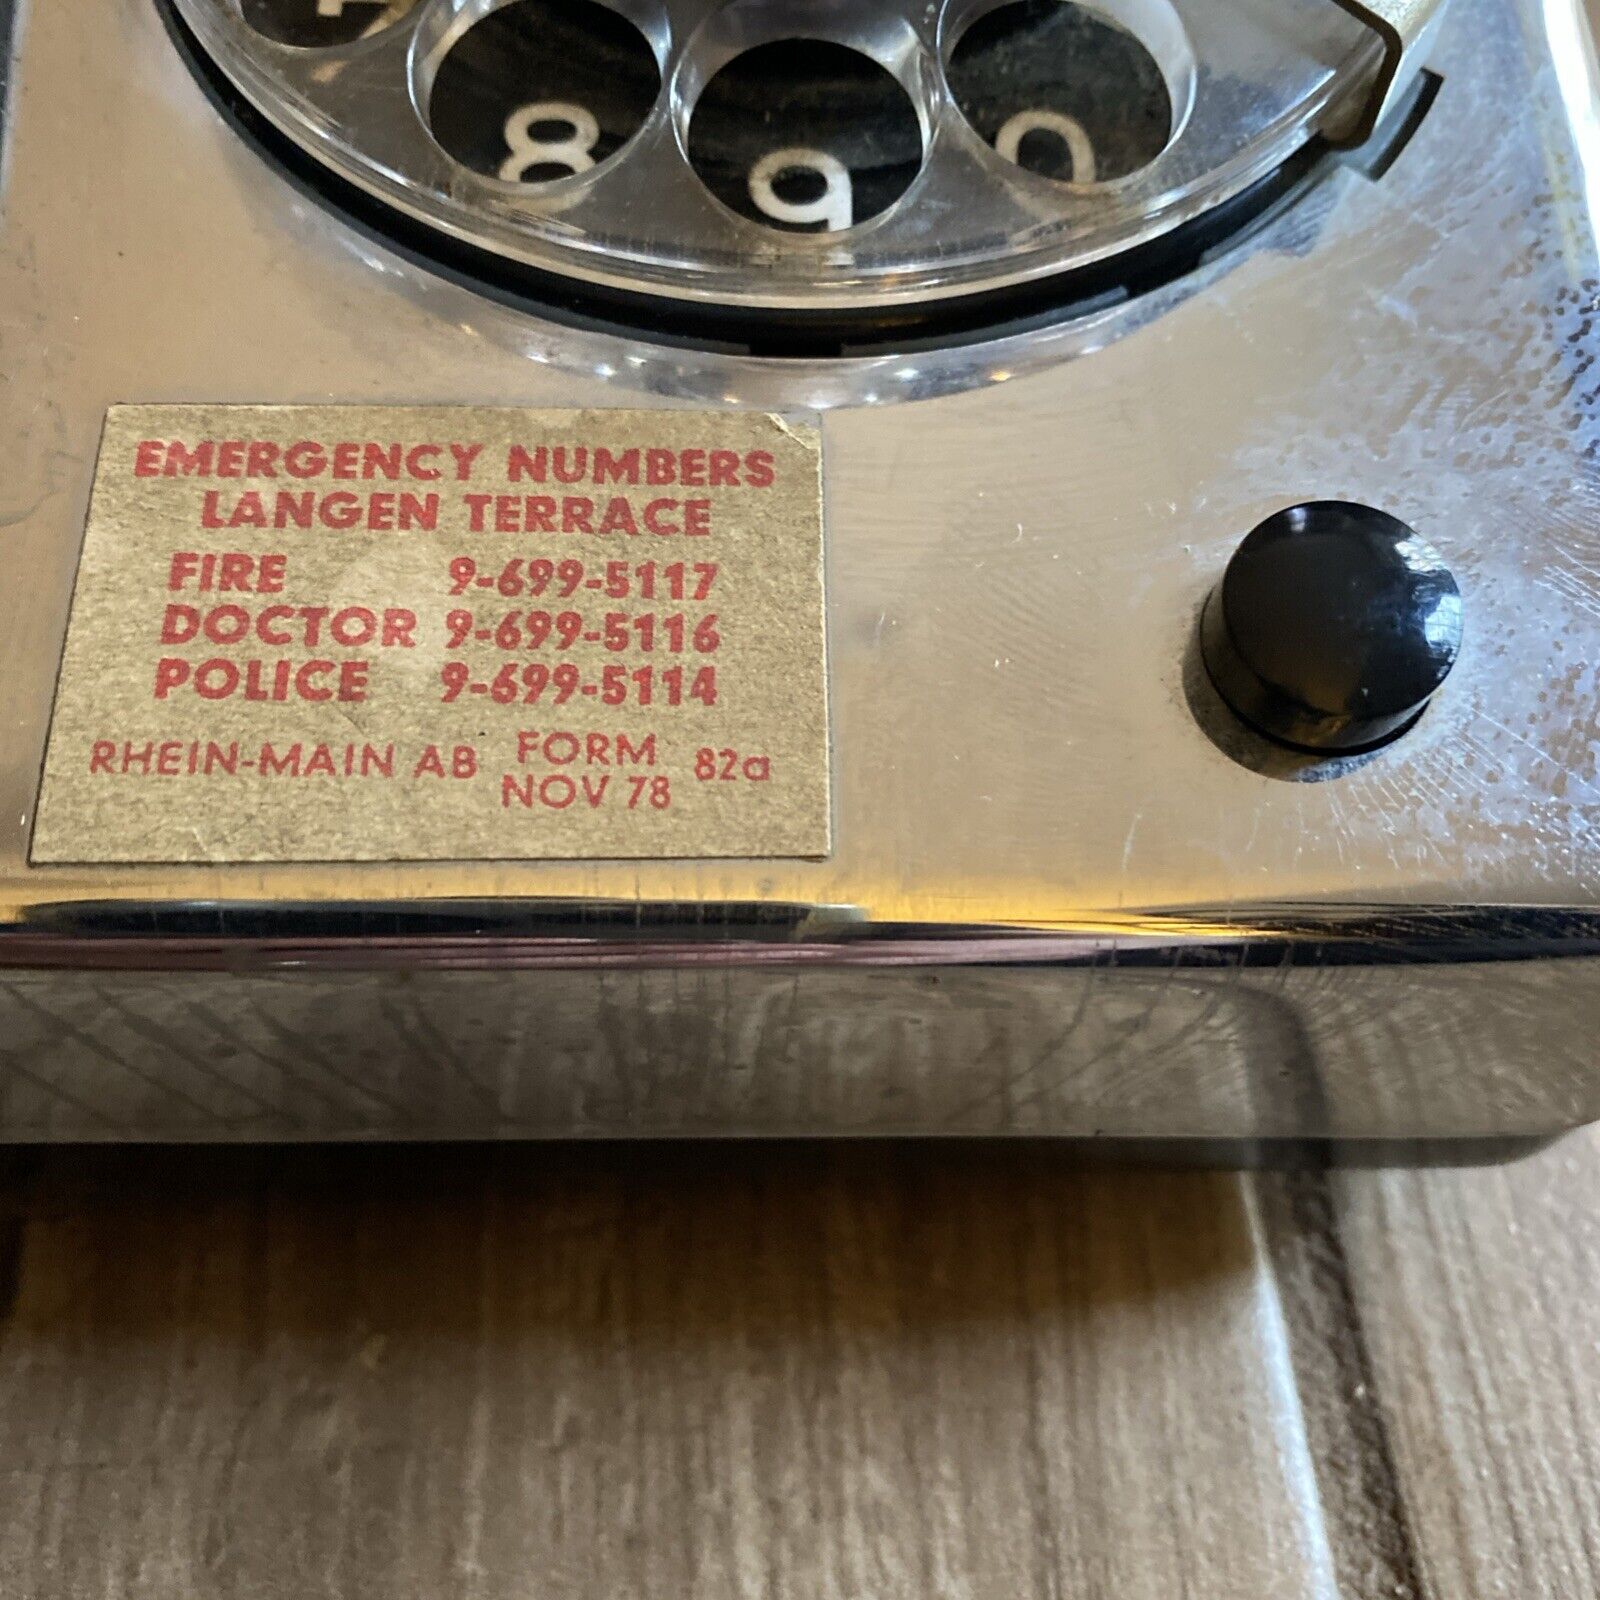 7
8
9
0
EMERGENCY NUMBERS
LANGEN TERRACE
FIRE 9-699-5117
DOCTOR 9-699-5116
POLICE 9-699-5114
RHEIN-MAIN AB FORM 82a
NOV 78